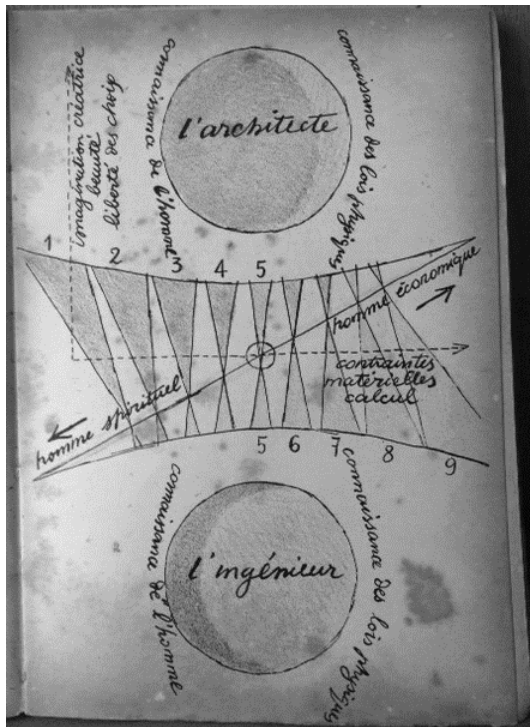 imagination créatrice
beauté
liberté des choix
connaissance de l'homme
l'architecte
connaissance des lois physiques
1
2
3
4
5
homme économique
contraintes
matérielles
calcul
homme spirituel
5
6
7
8
9
connaissance de l'homme
l'ingénieur
connaissance des lois physiques